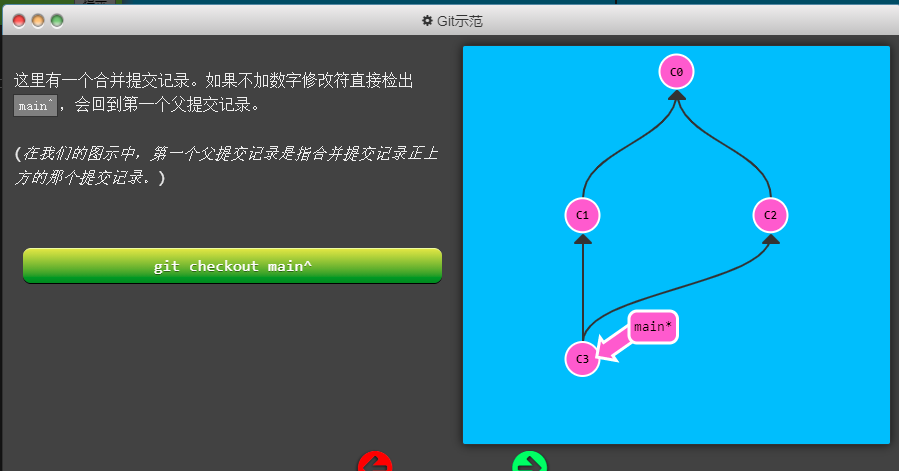 Git示范
这里有一个合并提交记录。如果不加数字修改符直接检出
main^，会回到第一个父提交记录。
(在我们的图示中，第一个父提交记录是指合并提交记录正上
方的那个提交记录。)
git checkout main^
C0
C1
C2
main*
C3